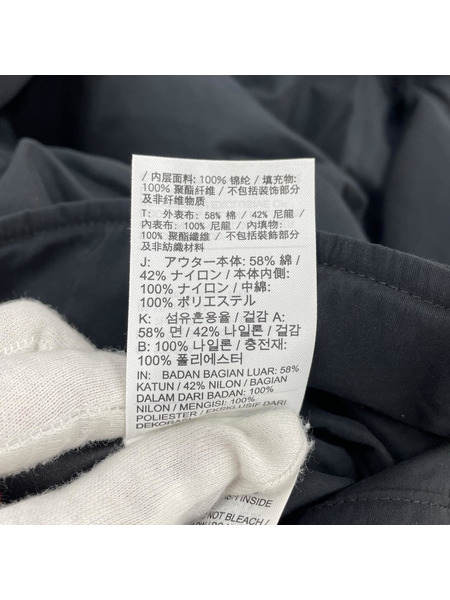 / 内层面料: 100% 锦纶 / 填充物:
100% 聚酯纤维 / 不包括装饰部分
及非纤维物质
T: 外表布: 58% 棉 / 42% 尼龍 /
內表布: 100% 尼龍 / 內填物:
100% 聚酯纖維 / 不包括裝飾部分
及非紡織材料
J: アウター本体: 58% 綿 /
42% ナイロン / 本体内側:
100% ナイロン / 中綿:
100% ポリエステル
K: 섬유혼용율 / 겉감 A:
58% 면 / 42% 나일론 / 겉감
B: 100% 나일론 / 충전재:
100% 폴리에스터
IN: BADAN BAGIAN LUAR: 58%
KATUN / 42% NILON / BAGIAN
DALAM DARI BADAN: 100%
NILON / MENGISI: 100%
POLIESTER / EKSKLUSIF DARI
INSIDE
NOT BLEACH /